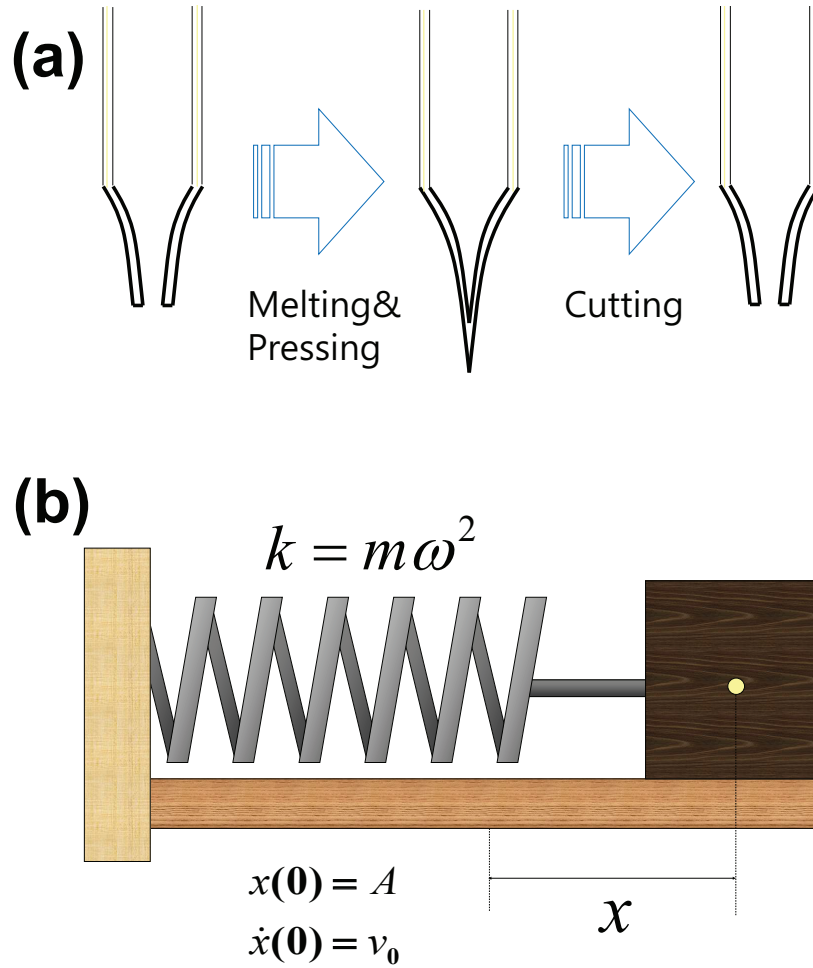 (a)
Melting&
Pressing
Cutting
(b)
k = mω²
x(0) = A
ẋ(0) = v₀
x